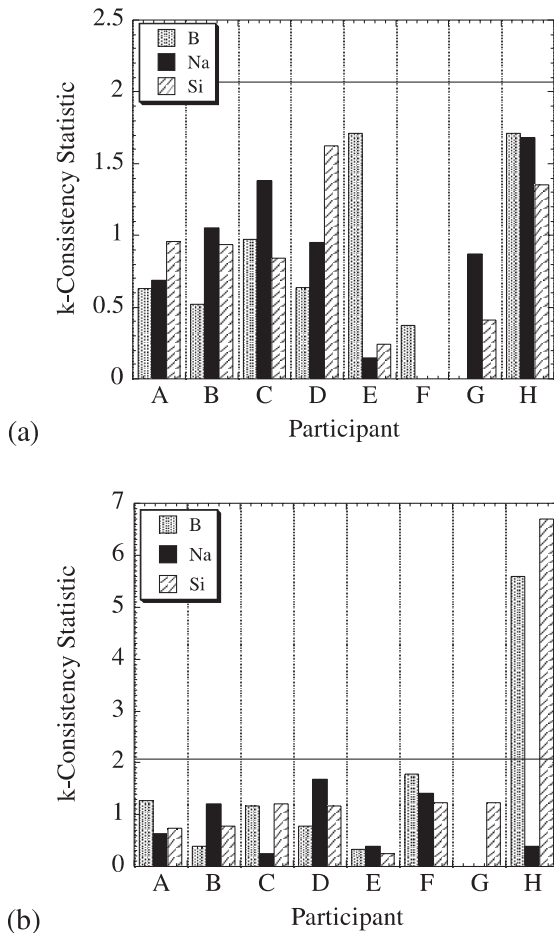 2.5
B
Na
Si
2
1.5
1
0.5
0
k-Consistency Statistic
A B C D E F G H
Participant
(a)
7
B
Na
Si
6
5
4
3
2
1
0
k-Consistency Statistic
A B C D E F G H
Participant
(b)